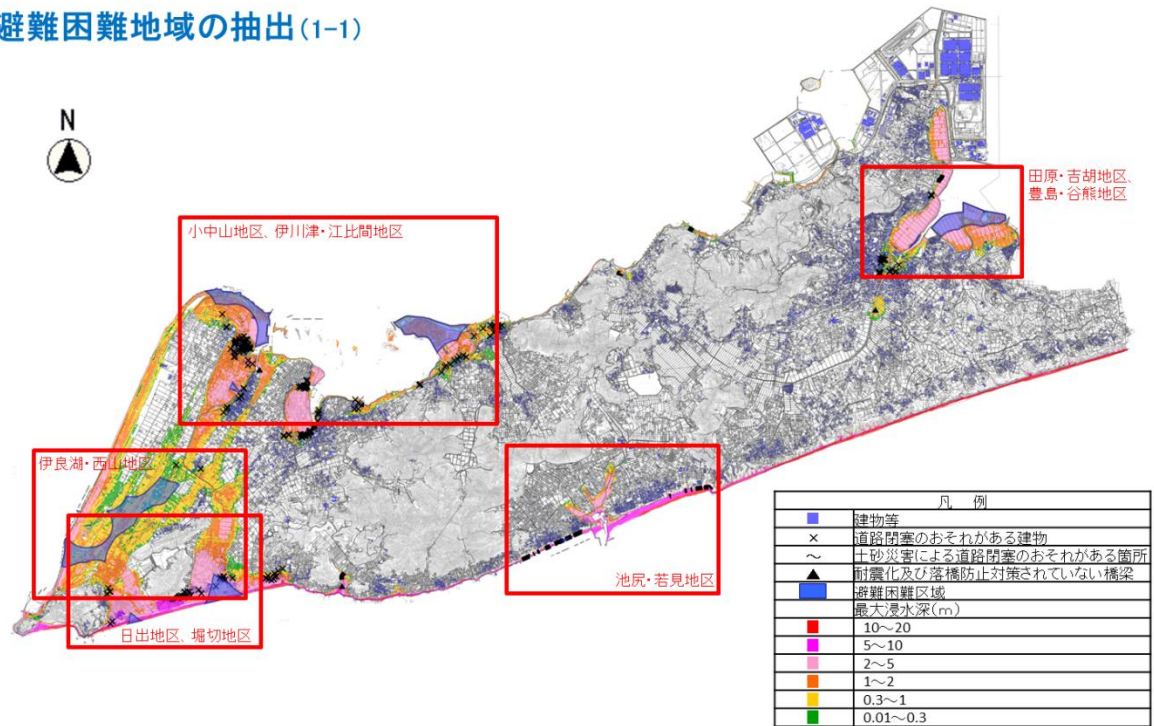 避難困難地域の抽出(1-1)
N
田原・吉胡地区、
豊島・谷熊地区
小中山地区、伊川津・江比間地区
伊良湖・西山地区
池尻・若見地区
日出地区、堀切地区
凡 例
建物等
× 道路閉塞のおそれがある建物
～ 土砂災害による道路閉塞のおそれがある箇所
▲ 耐震化及び落橋防止対策されていない橋梁
避難困難区域
最大浸水深(m)
10～20
5～10
2～5
1～2
0.3～1
0.01～0.3